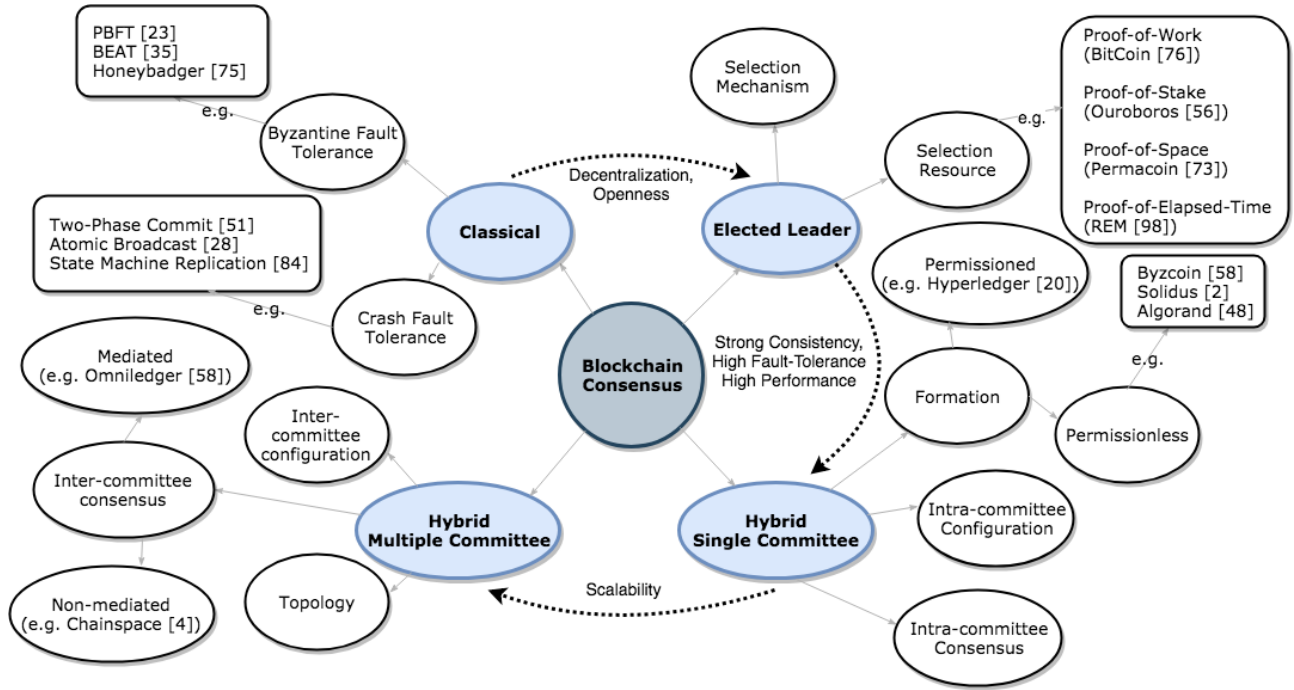 PBFT [23]
BEAT [35]
Honeybadger [75]
e.g.
Byzantine Fault
Tolerance
Two-Phase Commit [51]
Atomic Broadcast [28]
State Machine Replication [84]
e.g.
Crash Fault
Tolerance
Classical
Decentralization,
Openness
Selection
Mechanism
Elected Leader
Selection
Resource
e.g.
Proof-of-Work
(BitCoin [76])
Proof-of-Stake
(Ouroboros [56])
Proof-of-Space
(Permacoin [73])
Proof-of-Elapsed-Time
(REM [98])
Permissioned
(e.g. Hyperledger [20])
Byzcoin [58]
Solidus [2]
Algorand [48]
e.g.
Formation
Permissionless
Strong Consistency,
High Fault-Tolerance
High Performance
Blockchain
Consensus
Mediated
(e.g. Omniledger [58])
Inter-
committee
configuration
Inter-committee
consensus
Hybrid
Multiple Committee
Non-mediated
(e.g. Chainspace [4])
Topology
Scalability
Hybrid
Single Committee
Intra-committee
Configuration
Intra-committee
Consensus